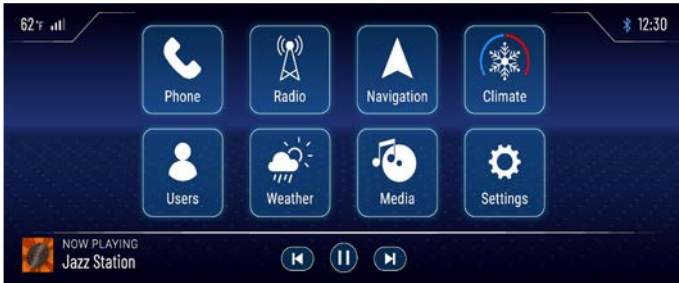 62°F
12:30
Phone
Radio
Navigation
Climate
Users
Weather
Media
Settings
NOW PLAYING
Jazz Station